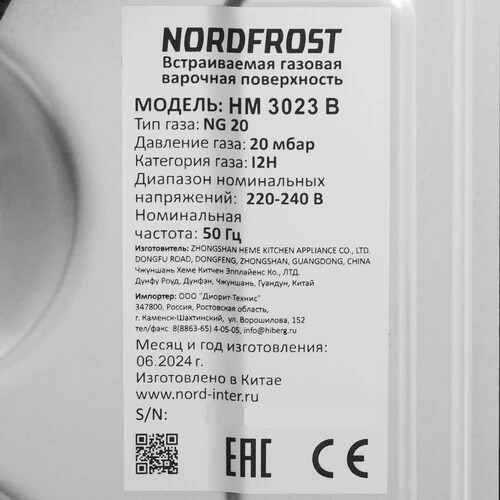 NORDFROST
Встраиваемая газовая
варочная поверхность
МОДЕЛЬ: HM 3023 B
Тип газа: NG 20
Давление газа: 20 мбар
Категория газа: I2H
Диапазон номинальных
напряжений: 220-240 В
Номинальная
частота: 50 Гц
Изготовитель: ZHONGSHAN HEME KITCHEN APPLIANCE CO., LTD.
DONGFU ROAD, DONGFENG, ZHONGSHAN, GUANGDONG, CHINA
Чжуншань Хеме Китчен Эпплайенс Ко., ЛТД.
Дунфу Роуд, Дунфэн, Чжуншань, Гуандун, Китай
Импортер: ООО "Диорит-Технис"
347800, Россия, Ростовская область,
г. Каменск-Шахтинский, ул. Ворошилова, 152
тел/факс: 8(8863-65) 4-05-05, info@hiberg.ru
Месяц и год изготовления:
06.2024 г.
Изготовлено в Китае
www.nord-inter.ru
S/N:
EAC CE